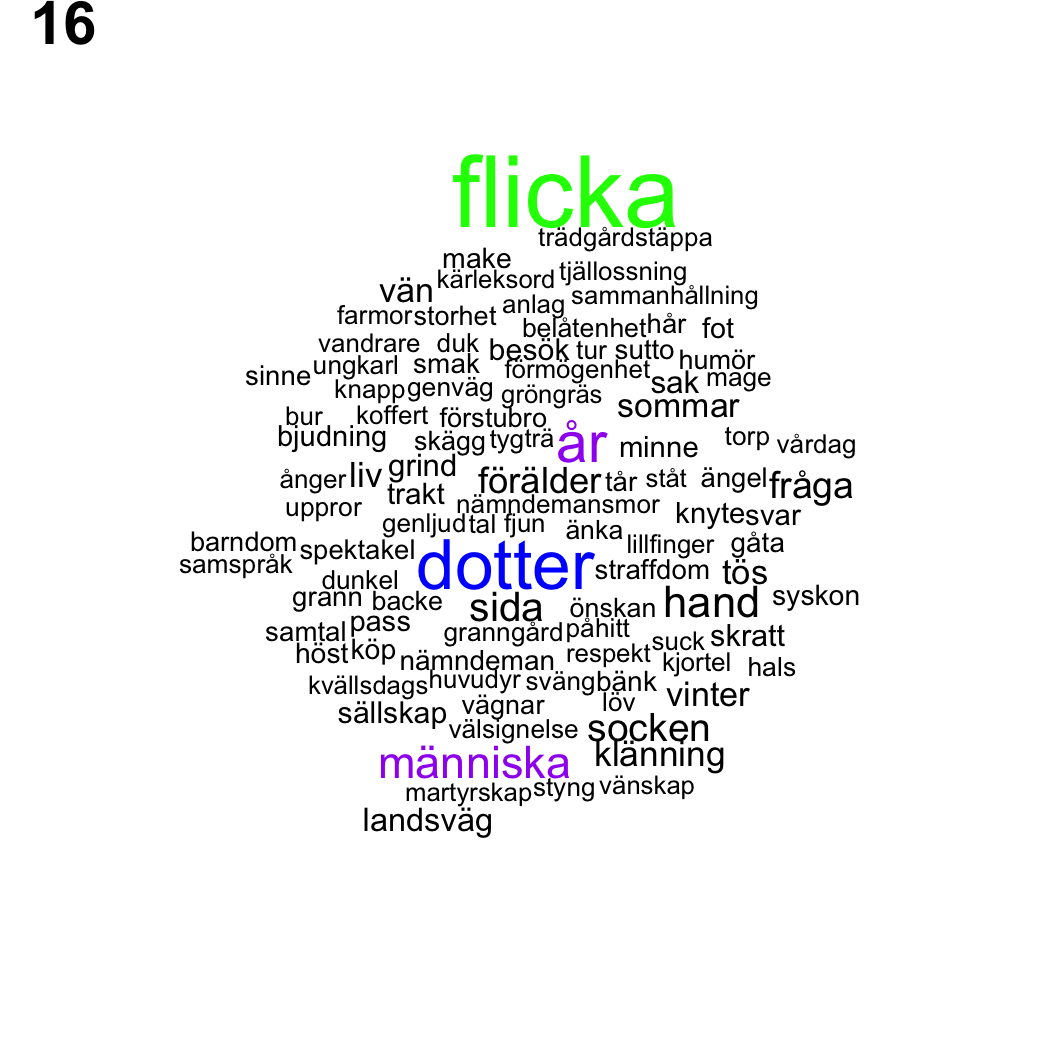 16
flicka
trädgårdstäppa
make
kärleksord tjällossning
vän anlag sammanhållning
farmor storhet belåtenhet hår fot
vandrare duk besök tur sutto humör
sinne ungkarl smak förmögenhet sak mage
knapp genväg gröngräs sommar
bur koffert förstubro
bjudning skägg tygträ år minne torp vårdag
ånger liv grind förälder tår ståt ängel fråga
uppror trakt nämndemansmor knyte svar
genljud tal fjun änka lillfinger gåta
barndom spektakel dotter straffdom tös
samspråk dunkel
grann backe sida önskan hand syskon
samtal pass granngård påhitt suck skratt
höst köp nämndeman respekt kjortel hals
kvällsdags huvudyr svängbänk vinter
sällskap vägnar löv
välsignelse socken
människa klänning
martyrskap styng vänskap
landsväg